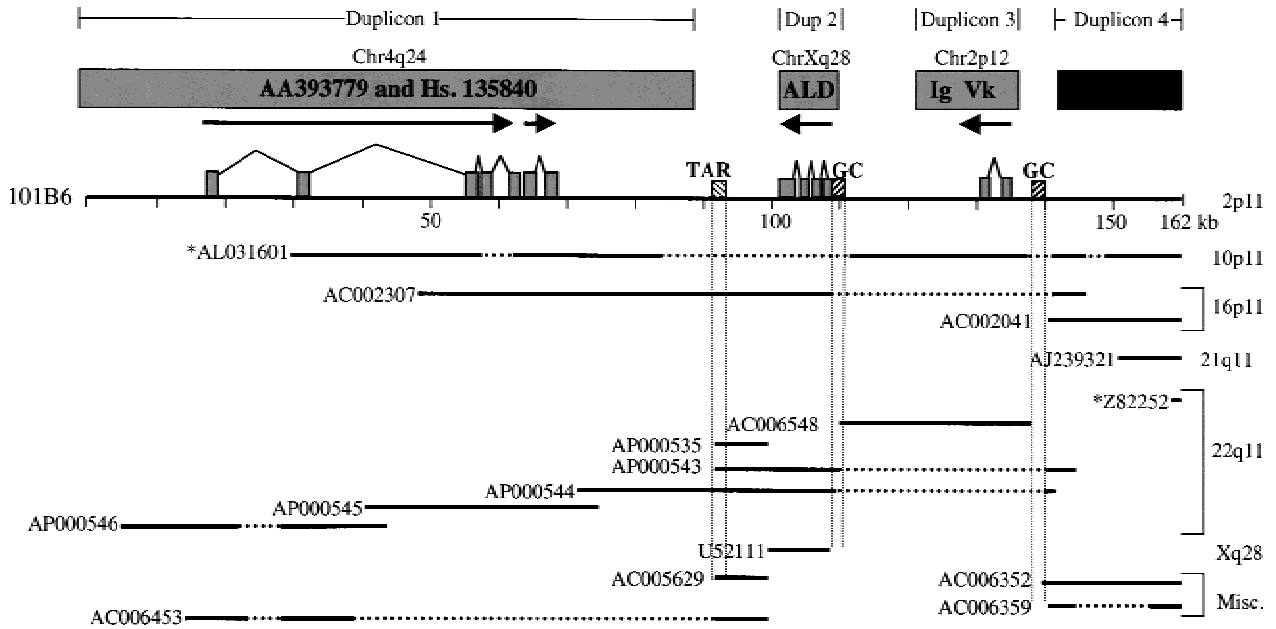 Duplicon 1 Dup 2 Duplicon 3 Duplicon 4
Chr4q24 ChrXq28 Chr2p12
AA393779 and Hs. 135840 ALD Ig Vk
TAR GC GC
101B6 2p11
50 100 150 162 kb
*AL031601 10p11
AC002307 16p11
AC002041
AJ239321 21q11
*Z82252
AC006548
AP000535 22q11
AP000543
AP000544
AP000545
AP000546
U52111 Xq28
AC005629 AC006352
AC006359 Misc.
AC006453